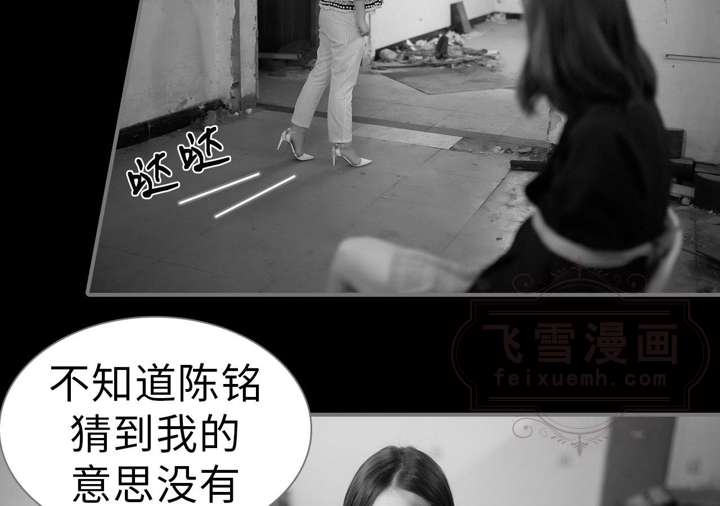 哒哒
飞雪漫画
feixuemh.com
不知道陈铭
猜到我的
意思没有